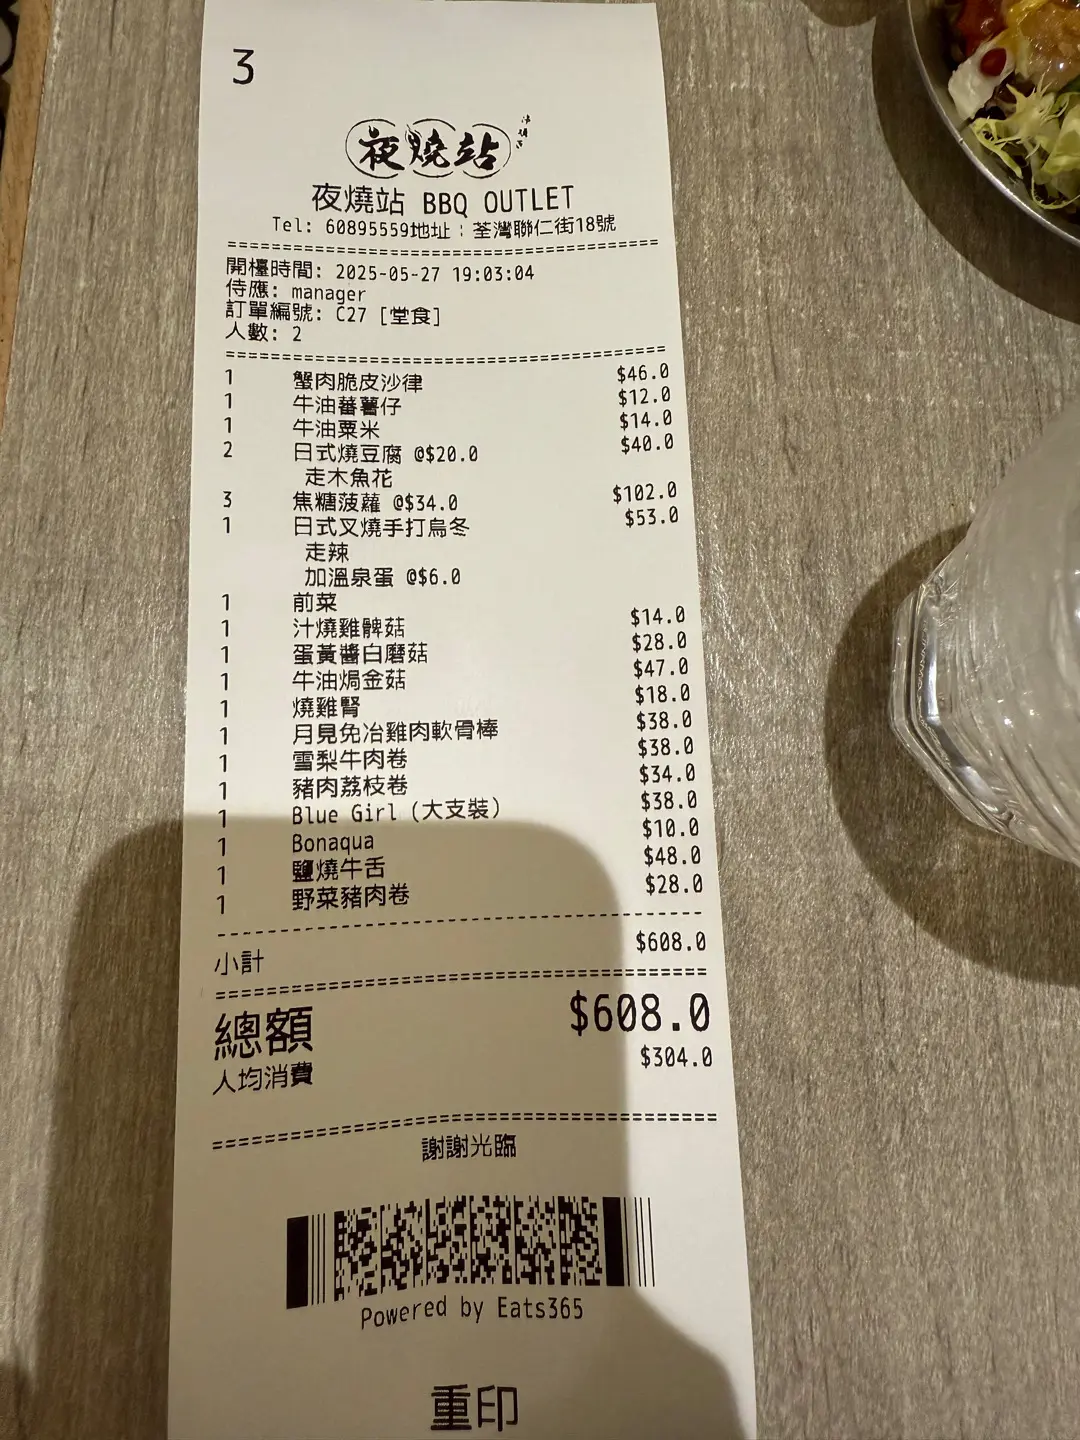 3
夜燒站
夜燒站 BBQ OUTLET
Tel: 60895559地址：荃灣聯仁街18號
開檯時間: 2025-05-27 19:03:04
侍應: manager
訂單編號: C27 [堂食]
人數: 2
1 蟹肉脆皮沙律 $46.0
1 牛油蕃薯仔 $12.0
1 牛油粟米 $14.0
2 日式燒豆腐 @$20.0 $40.0
走木魚花
3 焦糖菠蘿 @$34.0 $102.0
1 日式叉燒手打烏冬 $53.0
走辣
加溫泉蛋 @$6.0
1 前菜
1 汁燒雞髀菇 $14.0
1 蛋黃醬白磨菇 $28.0
1 牛油焗金菇 $47.0
1 燒雞腎 $18.0
1 月見免冶雞肉軟骨棒 $38.0
1 雪梨牛肉卷 $38.0
1 豬肉荔枝卷 $34.0
1 Blue Girl (大支裝) $38.0
1 Bonaqua $10.0
1 鹽燒牛舌 $48.0
1 野菜豬肉卷 $28.0
小計 $608.0
總額 $608.0
人均消費 $304.0
謝謝光臨
Powered by Eats365
重印